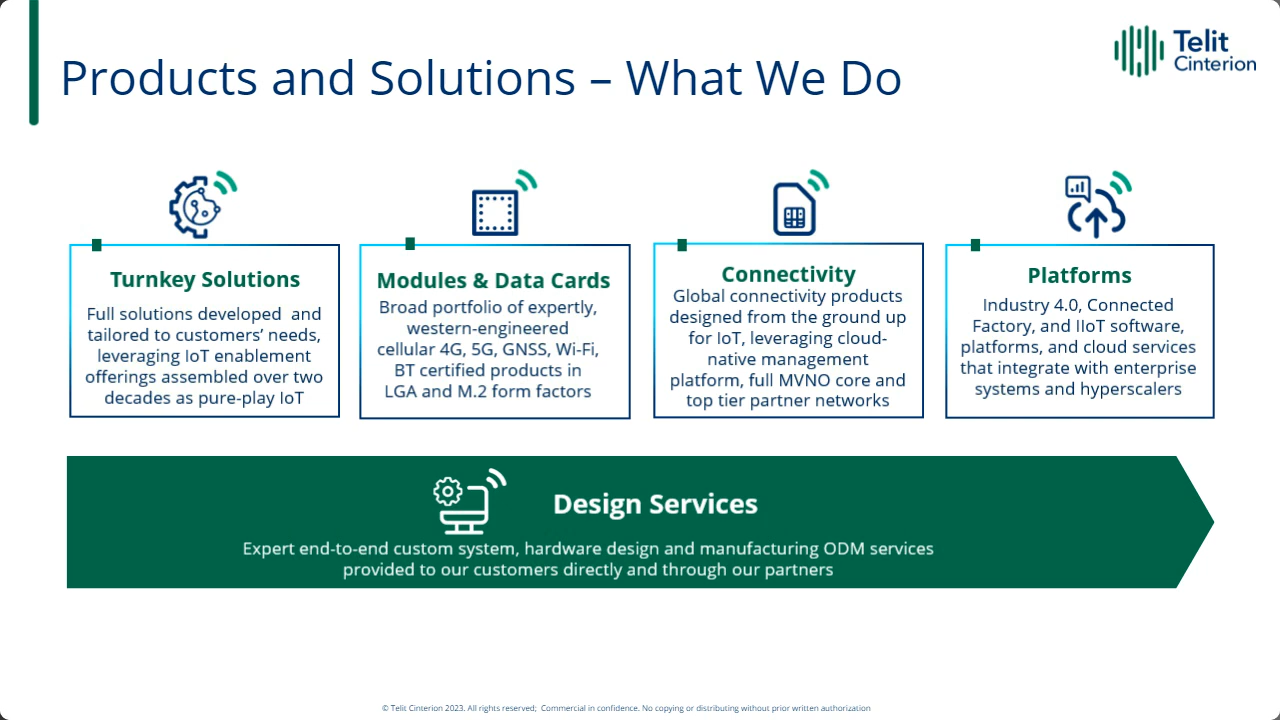 Products and Solutions – What We Do
Telit
Cinterion
Turnkey Solutions
Full solutions developed  and
tailored to customers’ needs,
leveraging IoT enablement
offerings assembled over two
decades as pure-play IoT
Modules & Data Cards
Broad portfolio of expertly,
western-engineered
cellular 4G, 5G, GNSS, Wi-Fi,
BT certified products in
LGA and M.2 form factors
Connectivity
Global connectivity products
designed from the ground up
for IoT, leveraging cloud-
native management
platform, full MVNO core and
top tier partner networks
Platforms
Industry 4.0, Connected
Factory, and IIoT software,
platforms, and cloud services
that integrate with enterprise
systems and hyperscalers
Design Services
Expert end-to-end custom system, hardware design and manufacturing ODM services
provided to our customers directly and through our partners
© Telit Cinterion 2023. All rights reserved;  Commercial in confidence. No copying or distributing without prior written authorization